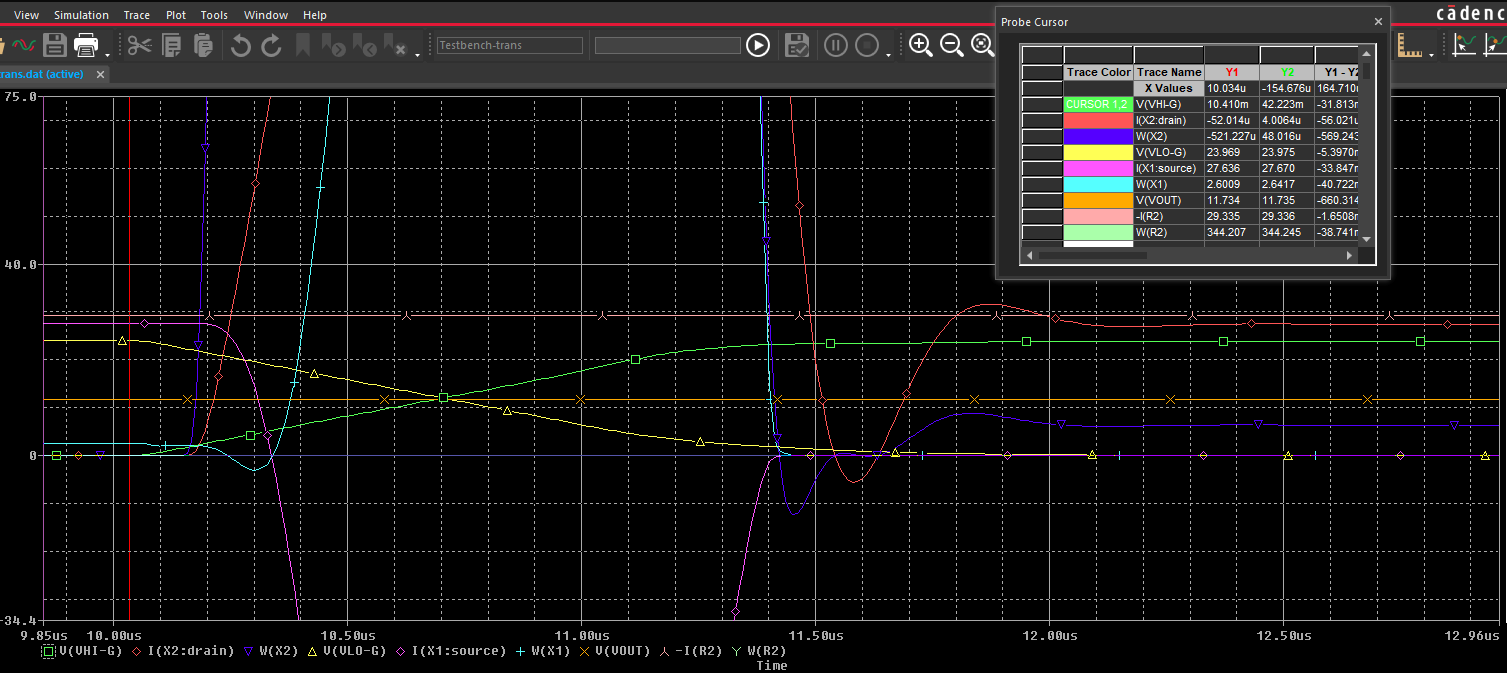 View Simulation Trace Plot Tools Window Help
cādenc
Probe Cursor
Testbench-trans
trans.dat (active)
Trace Color Trace Name Y1 Y2 Y1 - Y2
X Values 10.034u -154.676u 164.710
CURSOR 1,2 V(VHI-G) 10.410m 42.223m -31.813m
I(X2:drain) -52.014u 4.0064u -56.021u
W(X2) -521.227u 48.016u -569.243
V(VLO-G) 23.969 23.975 -5.3970m
I(X1:source) 27.636 27.670 -33.847m
W(X1) 2.6009 2.6417 -40.722m
V(VOUT) 11.734 11.735 -660.314
-I(R2) 29.335 29.336 -1.6508m
W(R2) 344.207 344.245 -38.741m
75.0
40.0
0
-34.4
9.85us 10.00us 10.50us 11.00us 11.50us 12.00us 12.50us 12.96us
V(VHI-G) I(X2:drain) W(X2) V(VLO-G) I(X1:source) W(X1) V(VOUT) -I(R2) W(R2)
Time